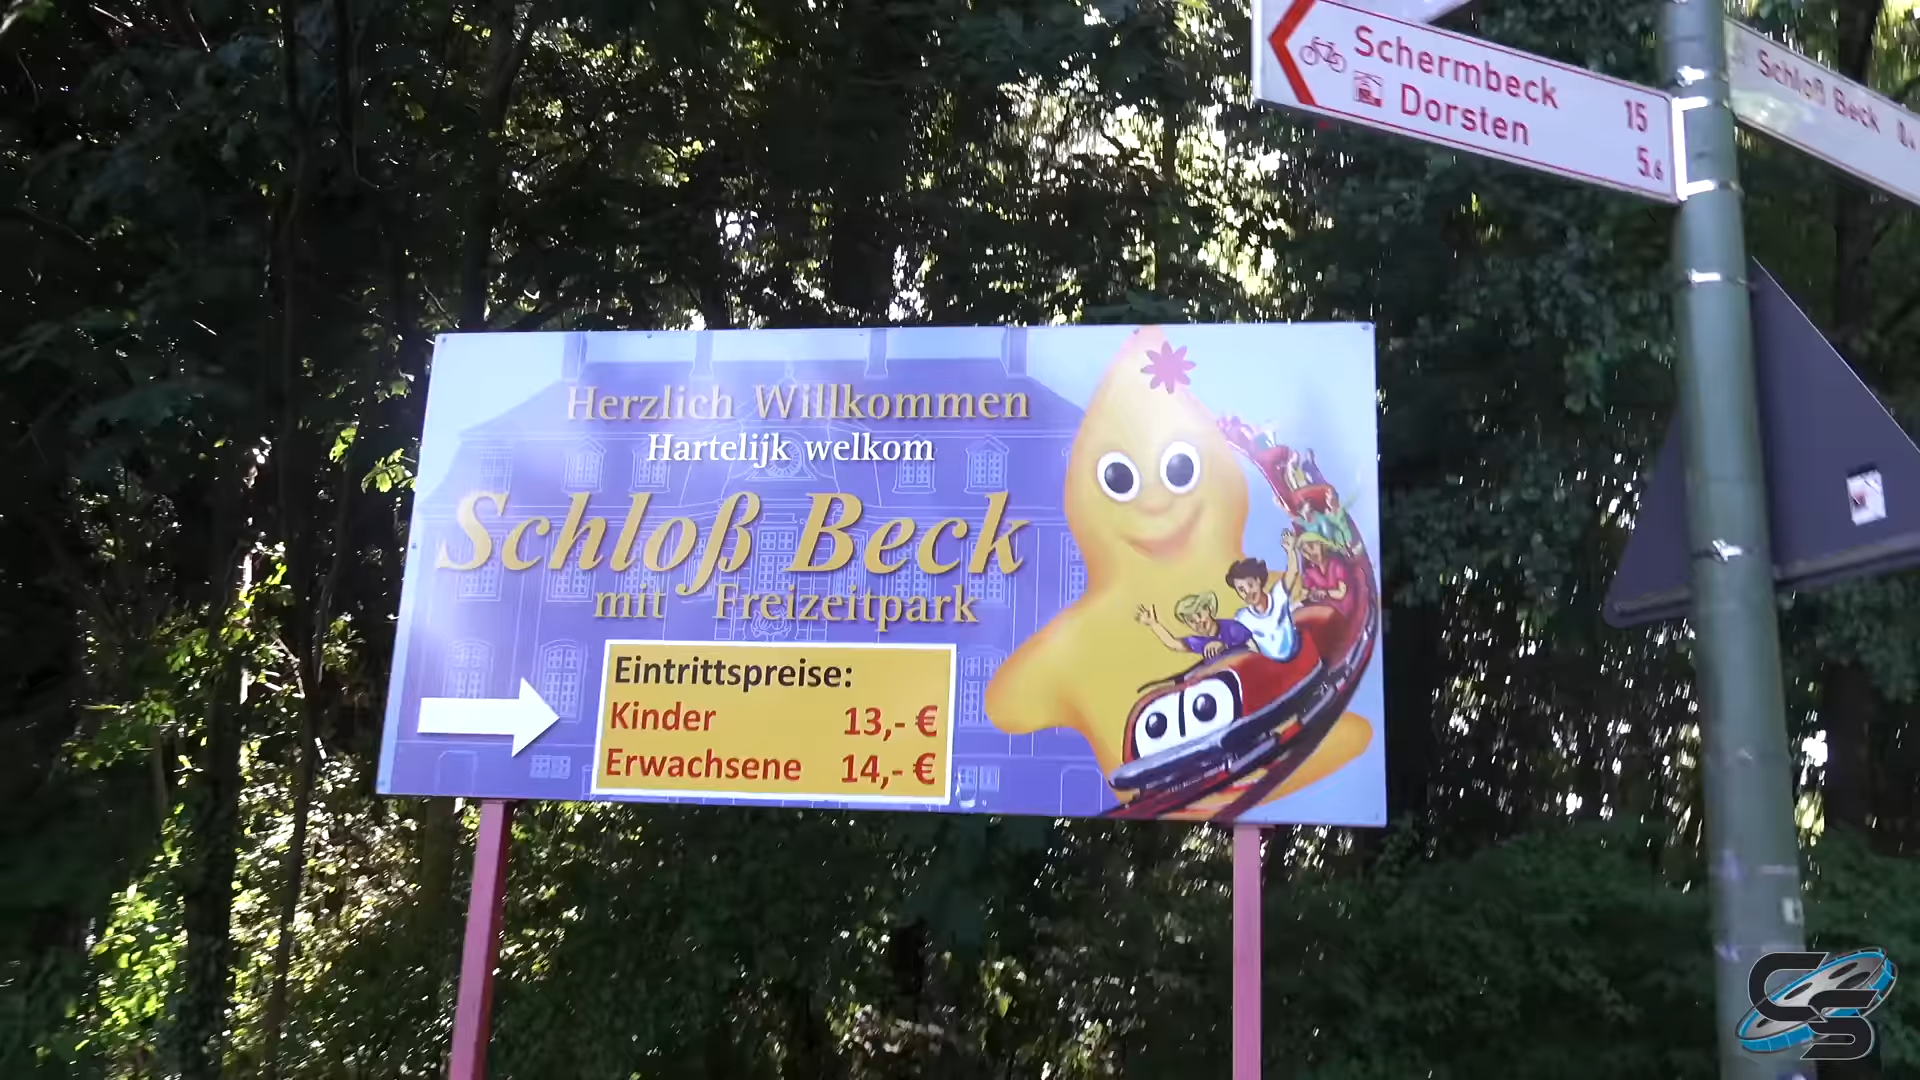 Schermbeck 15
Dorsten 5.6
Schloß Beck
Herzlich Willkommen
Hartelijk welkom
Schloß Beck
mit Freizeitpark
Eintrittspreise:
Kinder 13,- €
Erwachsene 14,- €
CFS